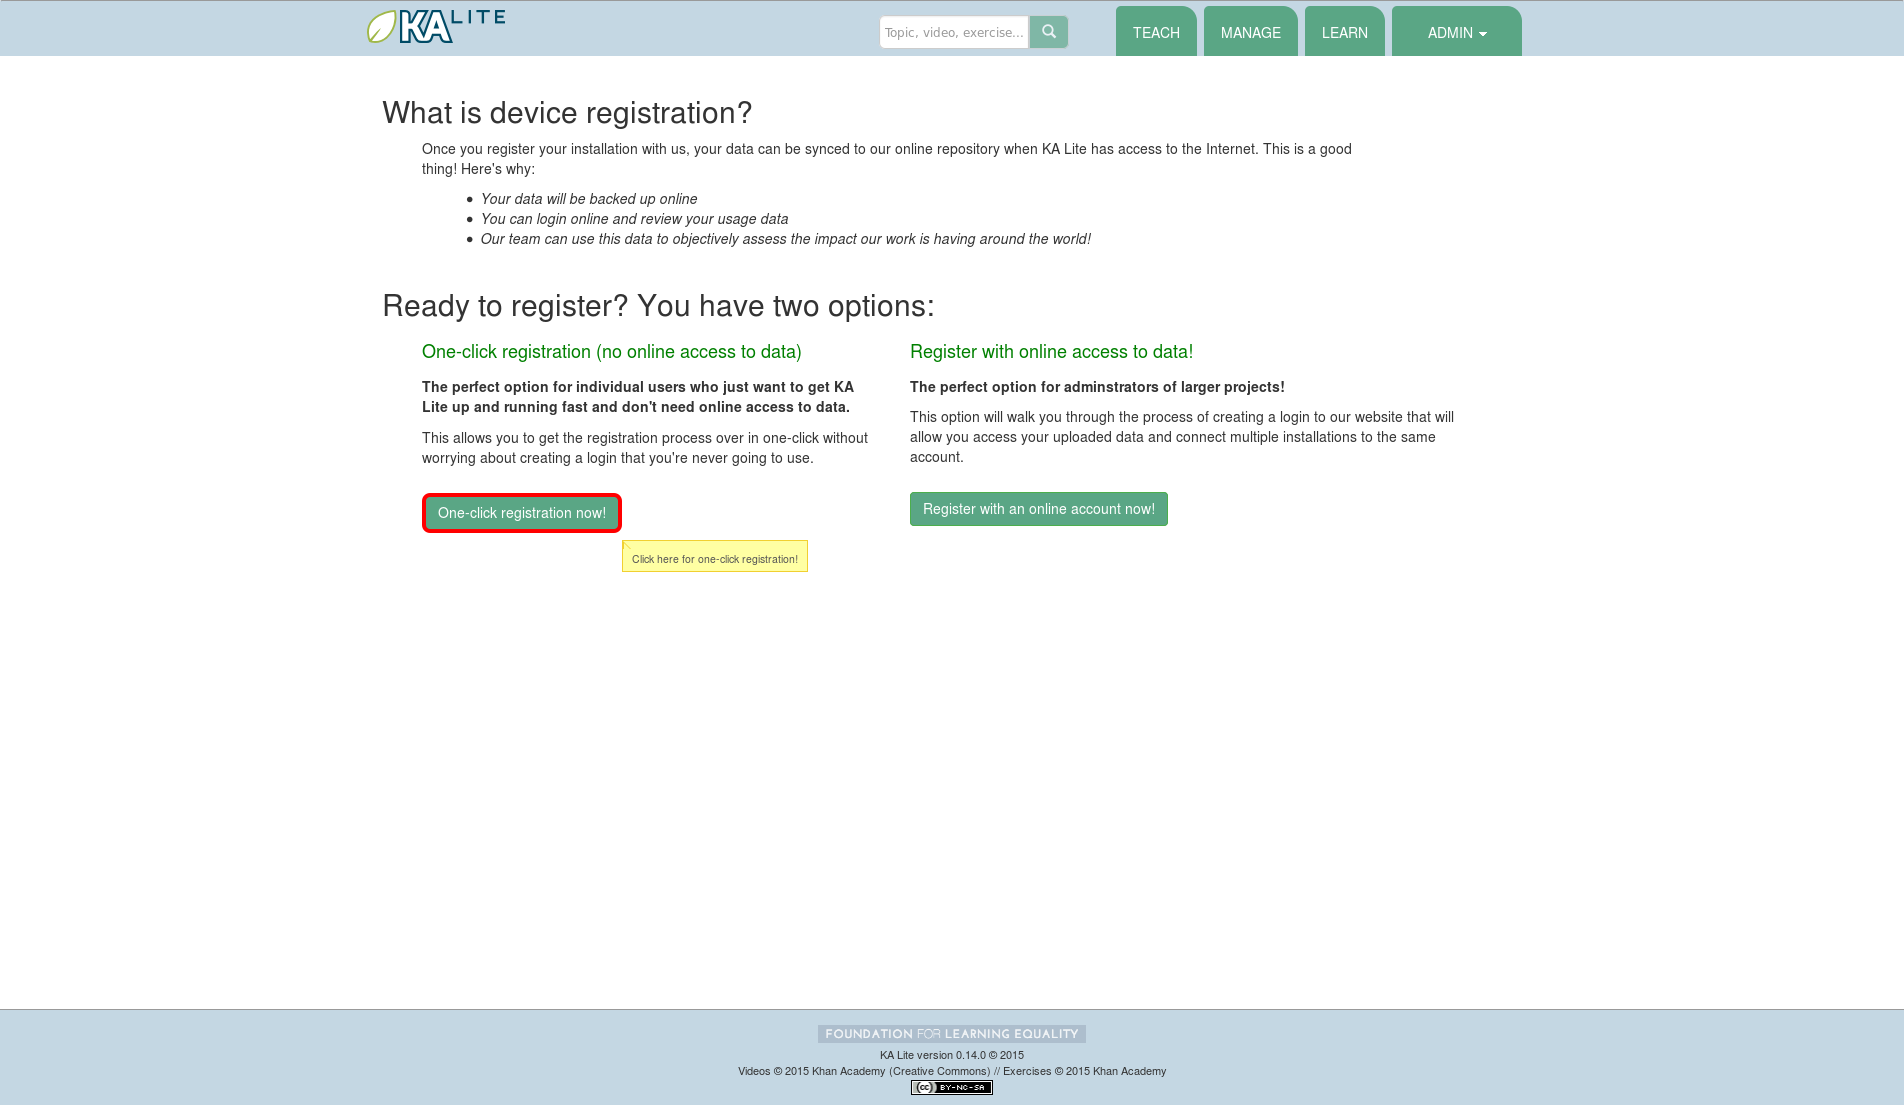 KA LITE
Topic, video, exercise...
TEACH
MANAGE
LEARN
ADMIN
What is device registration?
Once you register your installation with us, your data can be synced to our online repository when KA Lite has access to the Internet. This is a good
thing! Here's why:
Your data will be backed up online
You can login online and review your usage data
Our team can use this data to objectively assess the impact our work is having around the world!
Ready to register? You have two options:
One-click registration (no online access to data)
The perfect option for individual users who just want to get KA
Lite up and running fast and don't need online access to data.
This allows you to get the registration process over in one-click without
worrying about creating a login that you're never going to use.
One-click registration now!
Click here for one-click registration!
Register with online access to data!
The perfect option for adminstrators of larger projects!
This option will walk you through the process of creating a login to our website that will
allow you access your uploaded data and connect multiple installations to the same
account.
Register with an online account now!
FOUNDATION FOR LEARNING EQUALITY
KA Lite version 0.14.0 © 2015
Videos © 2015 Khan Academy (Creative Commons) // Exercises © 2015 Khan Academy
cc BY-NC-SA